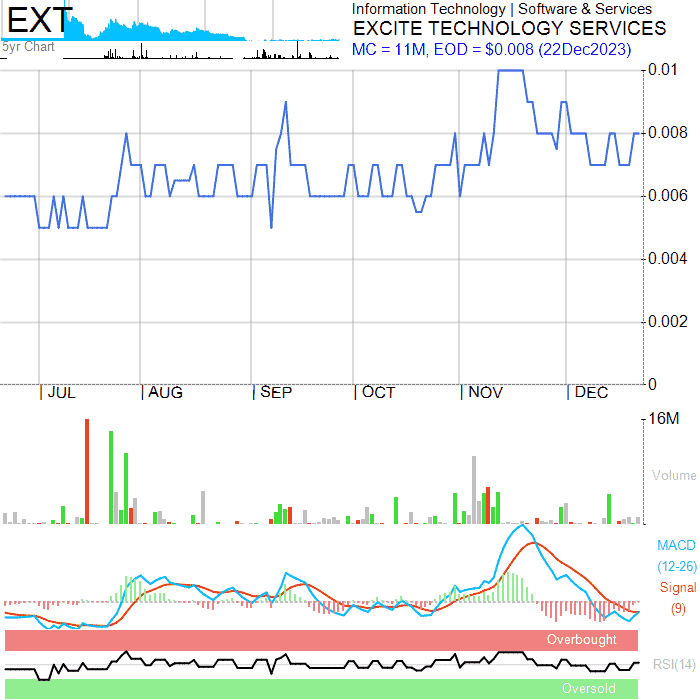 EXT
5yr Chart
Information Technology | Software & Services
EXCITE TECHNOLOGY SERVICES
MC = 11M, EOD = $0.008 (22Dec2023)
0.01
0.008
0.006
0.004
0.002
0
| JUL | AUG | SEP | OCT | NOV | DEC
16M
Volume
MACD
(12-26)
Signal
(9)
Overbought
RSI(14)
Oversold